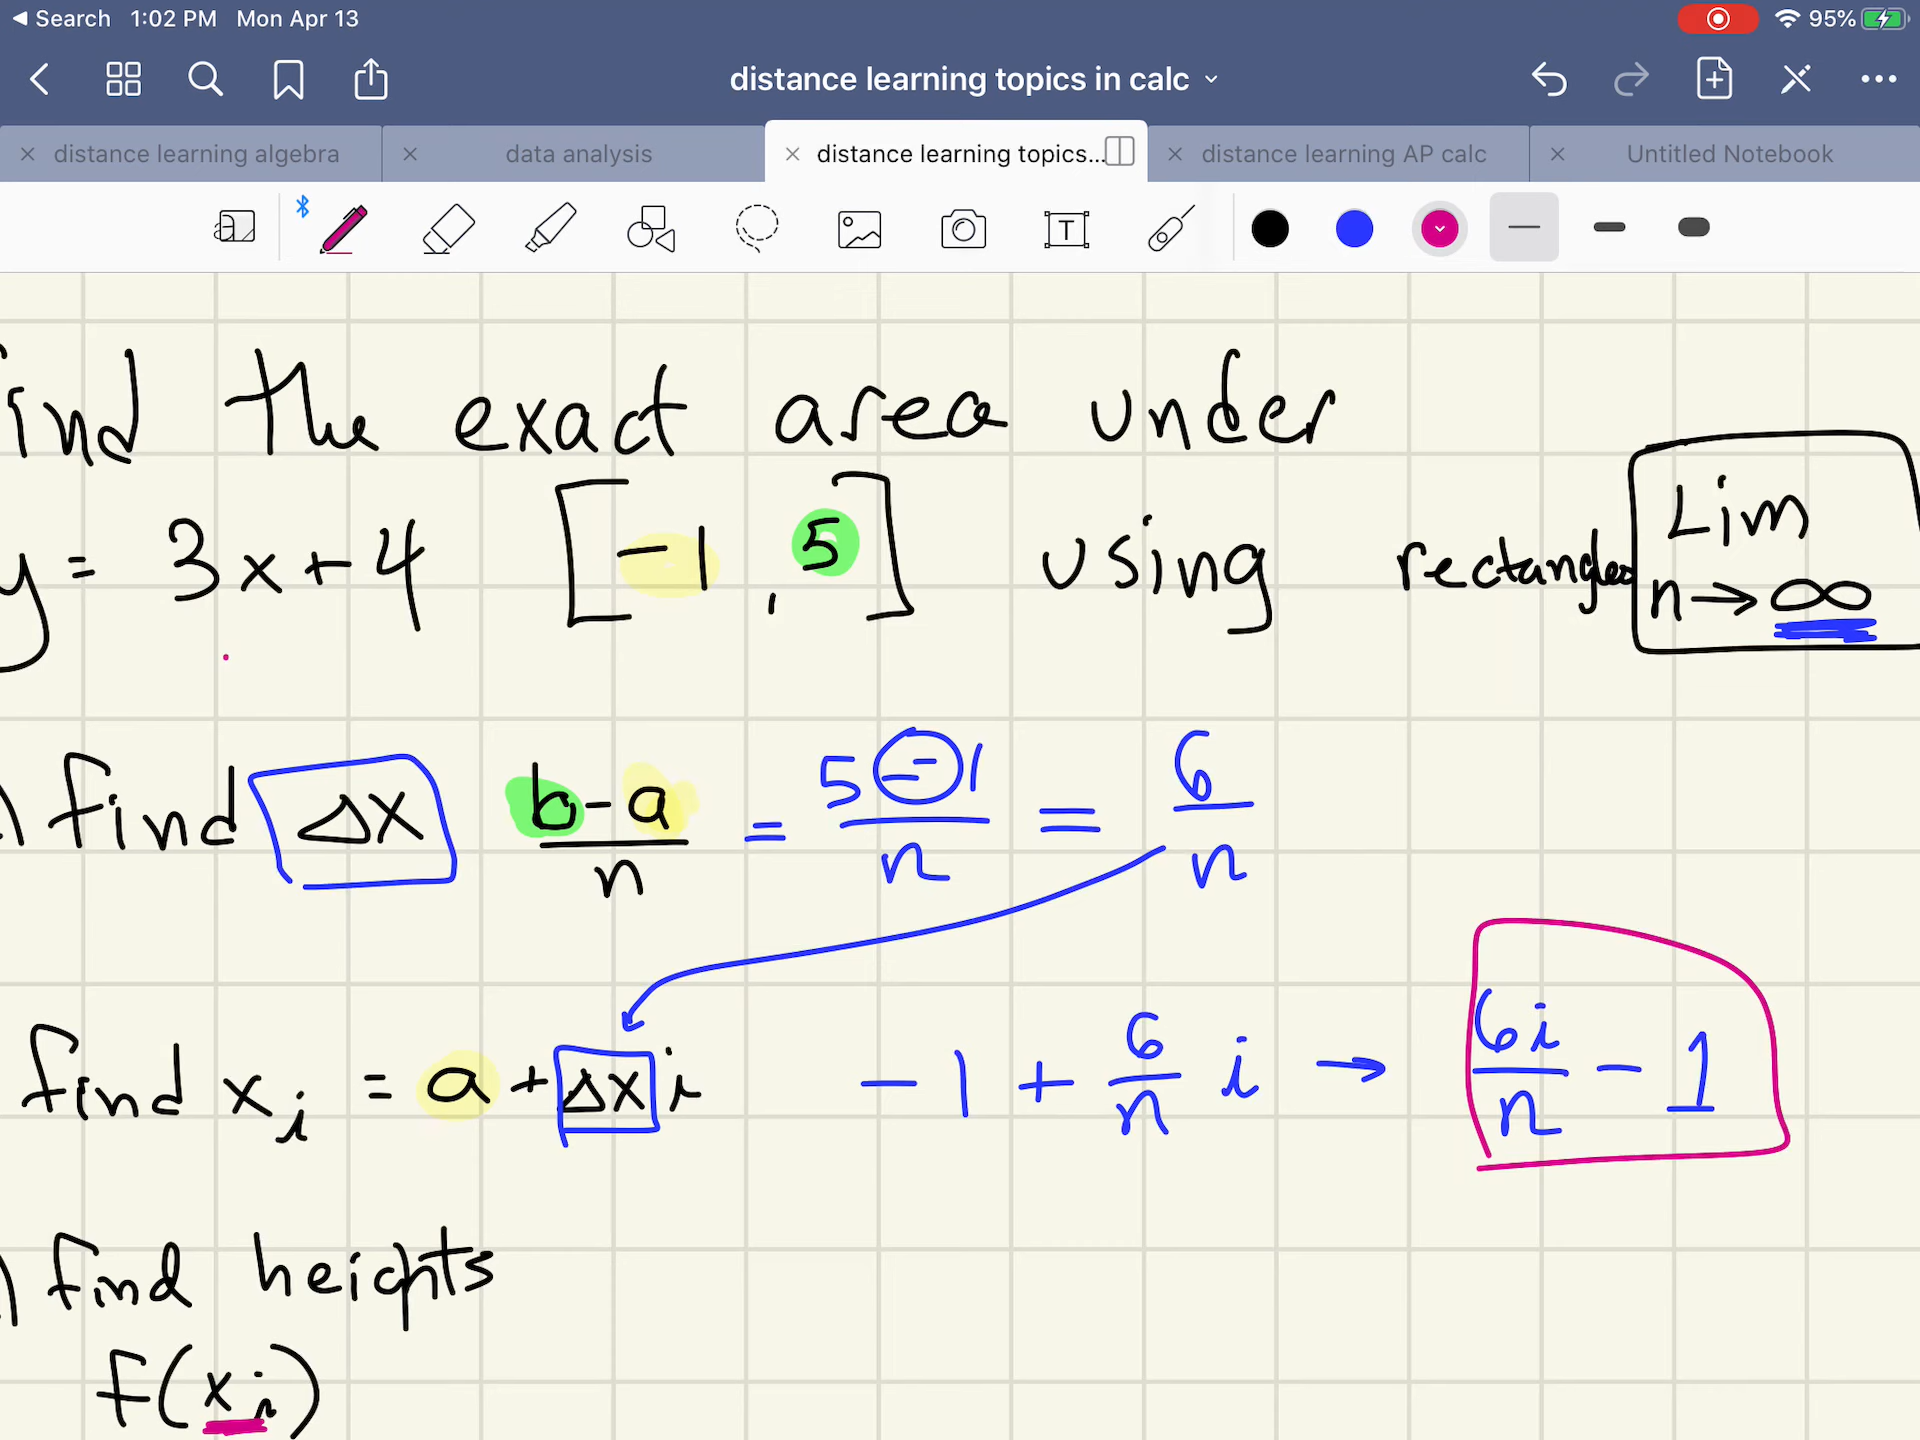 Search 1:02 PM Mon Apr 13 95%
distance learning topics in calc
distance learning algebra data analysis distance learning topics... distance learning AP calc Untitled Notebook
ind the exact area under
y = 3x+4 [-1, 5] using rectangles Lim n→∞
find Δx b-a/n = 5--1/n = 6/n
find xi = a + Δx i -1 + 6/n i → 6i/n - 1
find heights
f(xi)